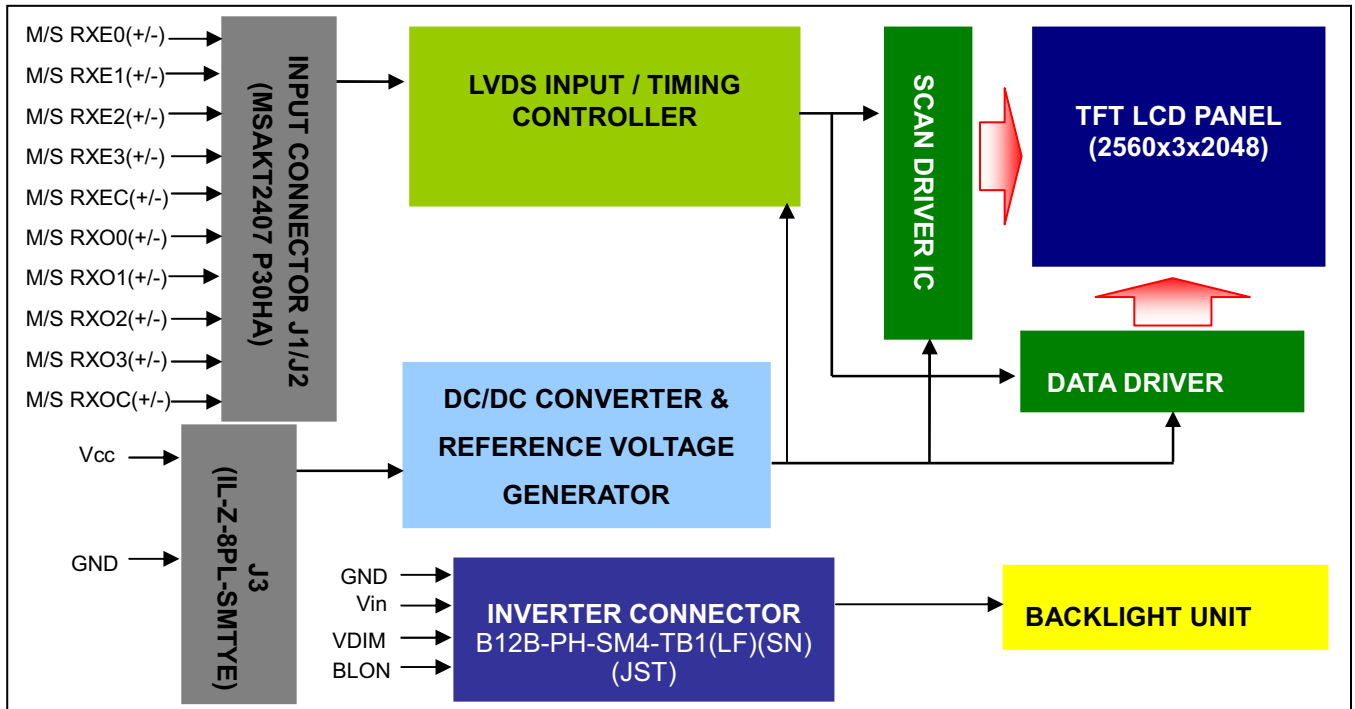 M/S RXE0(+/-)
M/S RXE1(+/-)
M/S RXE2(+/-)
M/S RXE3(+/-)
M/S RXEC(+/-)
M/S RXO0(+/-)
M/S RXO1(+/-)
M/S RXO2(+/-)
M/S RXO3(+/-)
M/S RXOC(+/-)
INPUT CONNECTOR J1/J2
(MSAKT2407 P30HA)
LVDS INPUT / TIMING
CONTROLLER
SCAN DRIVER IC
TFT LCD PANEL
(2560x3x2048)
DATA DRIVER
Vcc
GND
J3
(IL-Z-8PL-SMTYE)
DC/DC CONVERTER &
REFERENCE VOLTAGE
GENERATOR
GND
Vin
VDIM
BLON
INVERTER CONNECTOR
B12B-PH-SM4-TB1(LF)(SN)
(JST)
BACKLIGHT UNIT